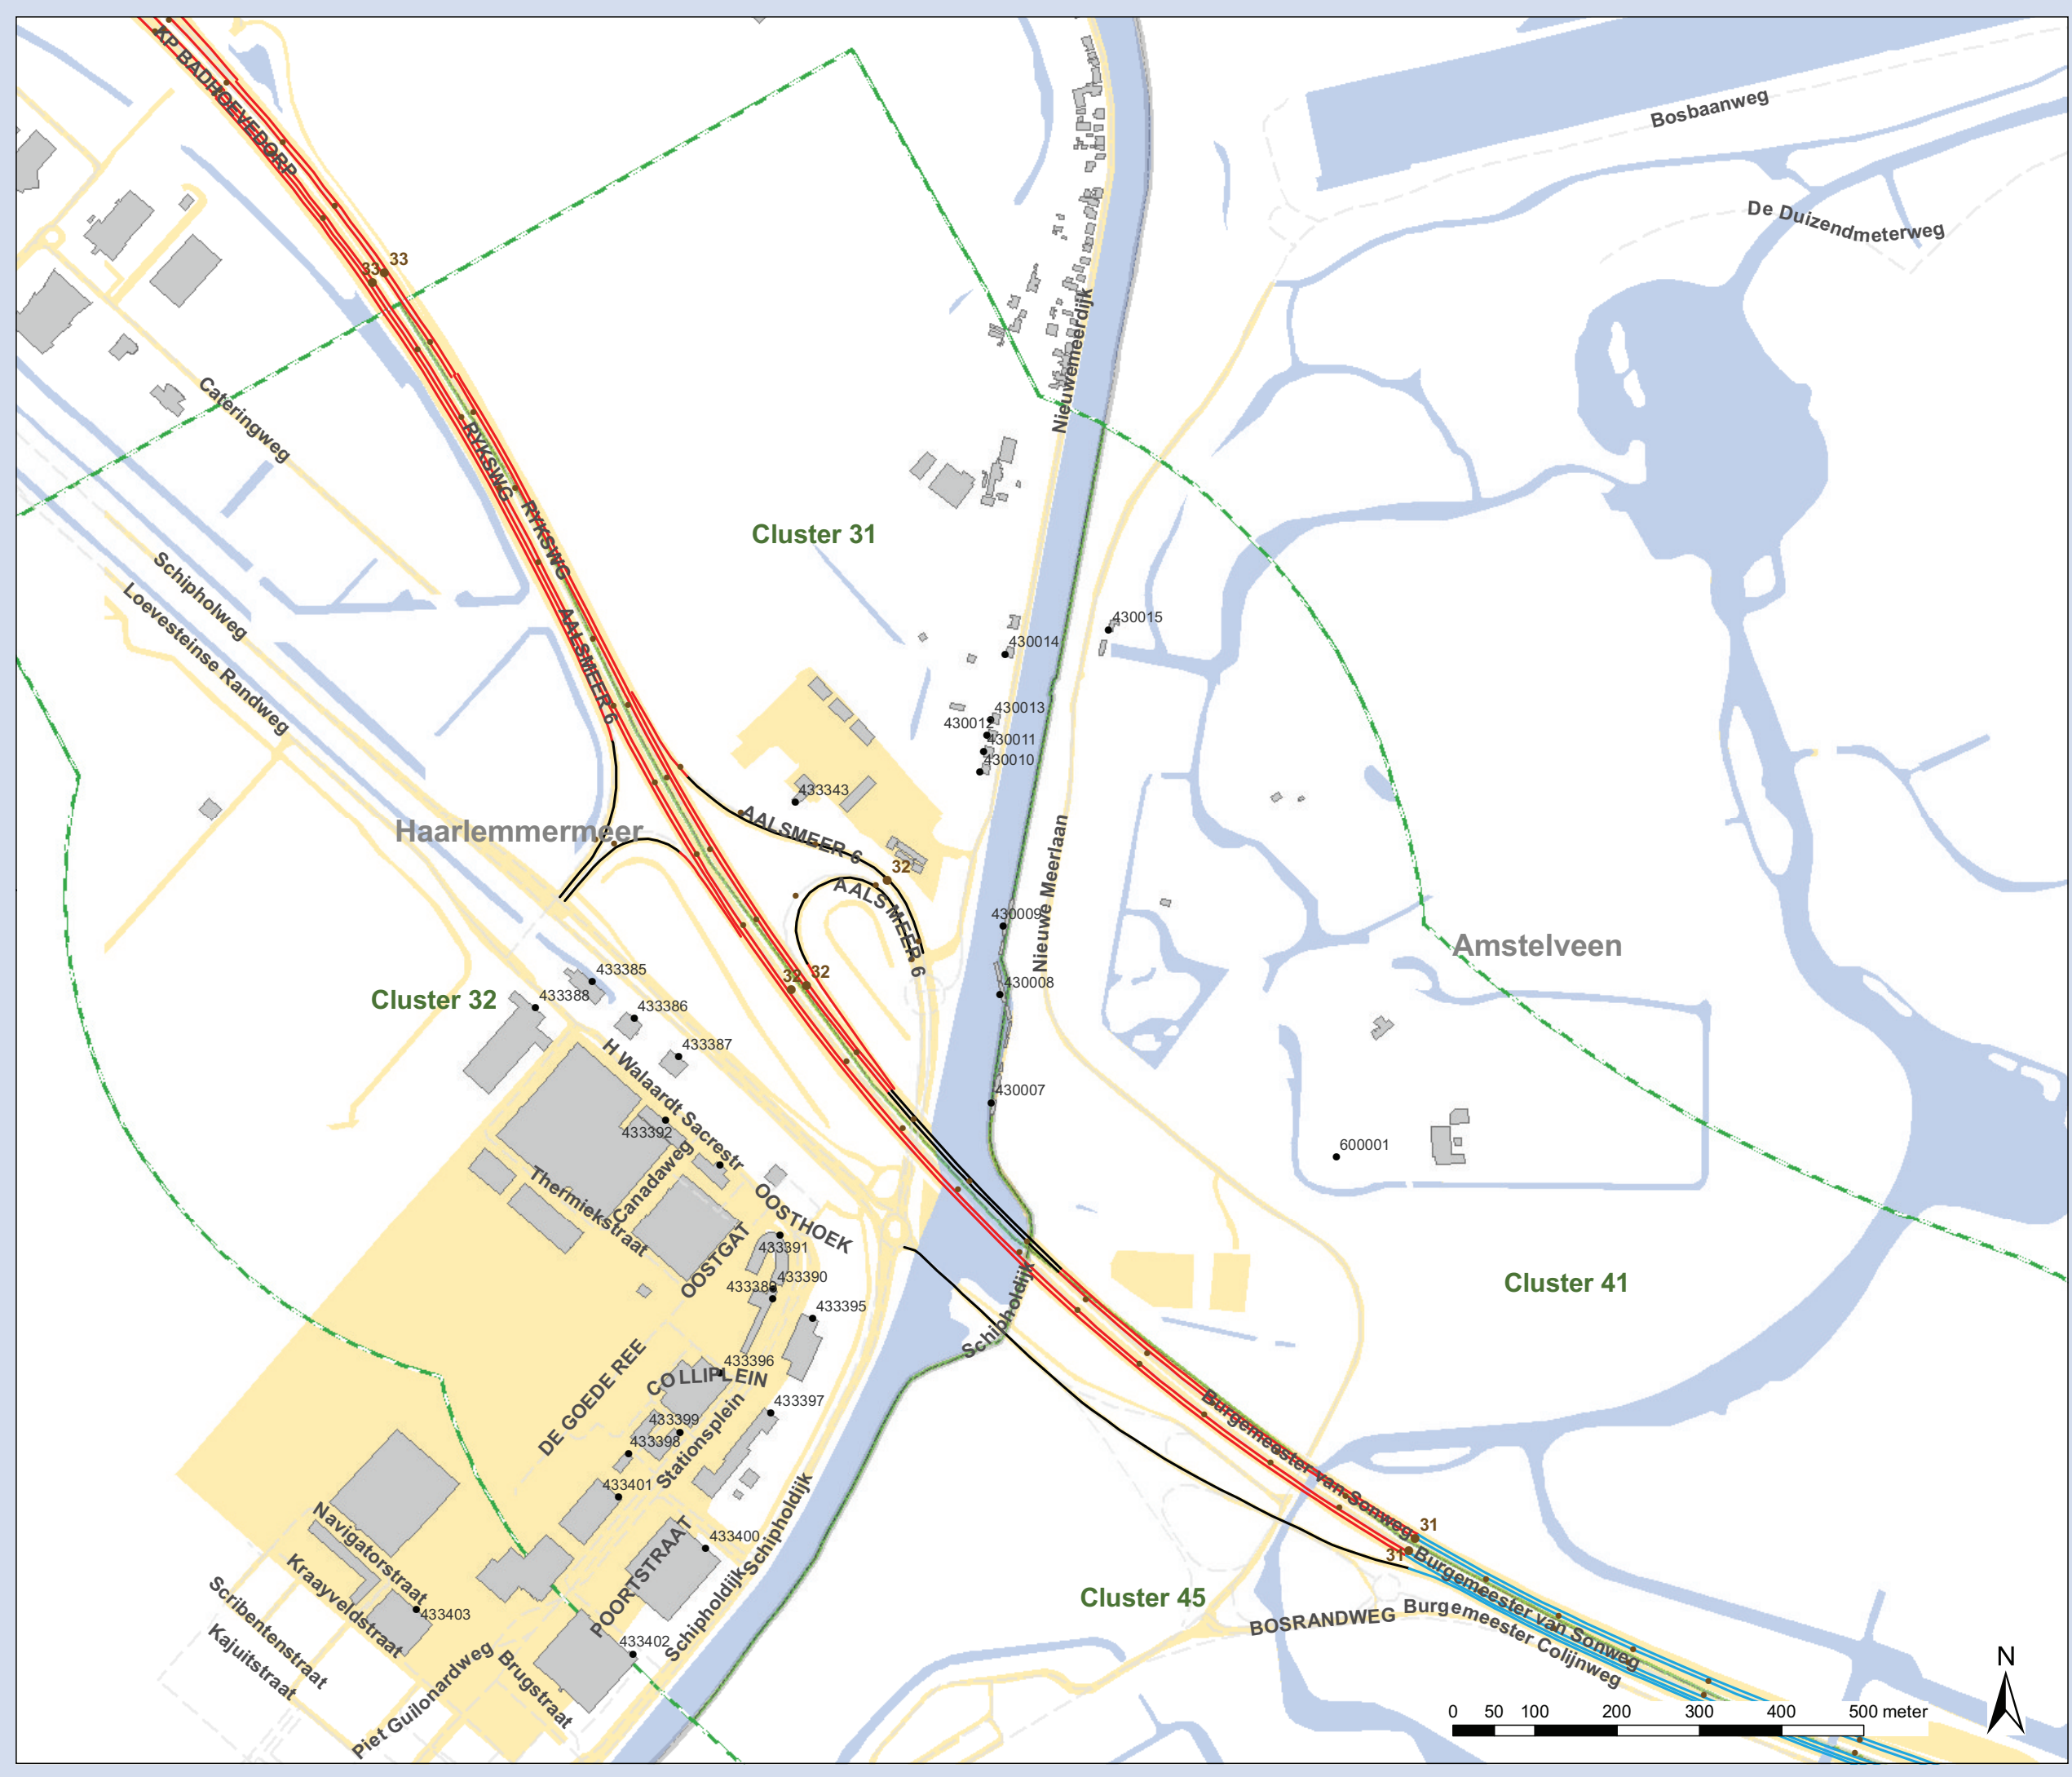 KP BADHOEVEDORP
Bosbaanweg
De Duizendmeterweg
33
33
Nieuwemeerdijk
Cateringweg
RYKSWG
RYKSWG
Cluster 31
Schipholweg
Loevesteinse Randweg
AALSMEER 6
430015
430014
430013
430012
430011
430010
433343
AALSMEER 6
Haarlemmermeer
32
AALSMEER 6
Nieuwe Meerlaan
430009
Amstelveen
433385
32
32
430008
Cluster 32
433388
433386
433387
H Walaardt Sacrestr
430007
433392
600001
Canadaweg
Thermiekstraat
OOSTHOEK
OOSTGAT
433391
433390
Cluster 41
433395
Schipholdijk
DE GOEDE REE
433396
COLLIPLEIN
433397
Stationsplein
433399
433398
Burgemeester van Sonweg
433401
31
31
433400
POORTSTRAAT
Schipholdijk
Schipholdijk
Navigatorstraat
Kraayveldstraat
433403
Scribentenstraat
Kajuitstraat
433402
Piet Guilonardweg
Brugstraat
Cluster 45
BOSRANDWEG
Burgemeester van Sonweg
Burgemeester Colijnweg
N
0 50 100 200 300 400 500 meter